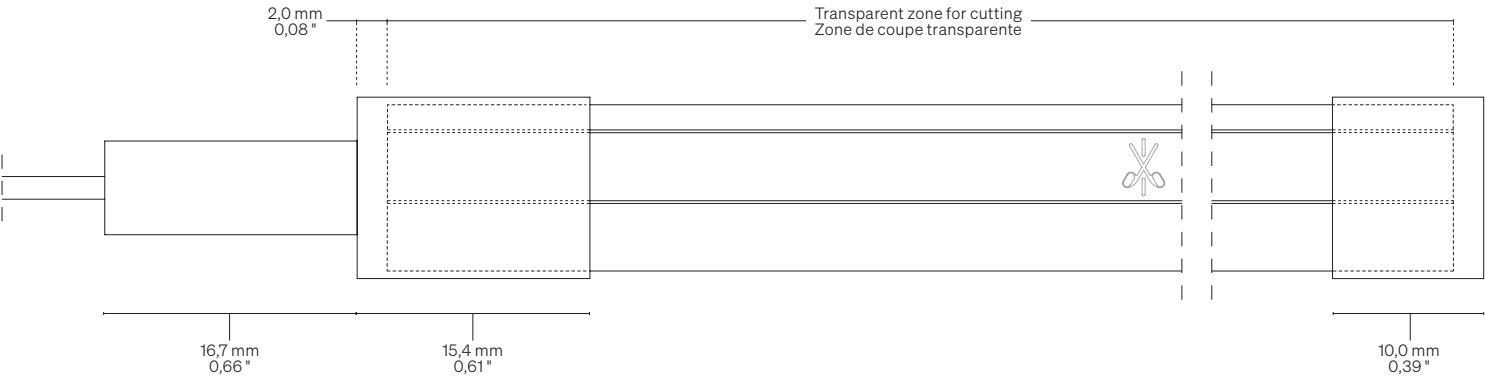 2,0 mm
0,08 "
Transparent zone for cutting
Zone de coupe transparente
16,7 mm
0,66 "
15,4 mm
0,61 "
10,0 mm
0,39 "